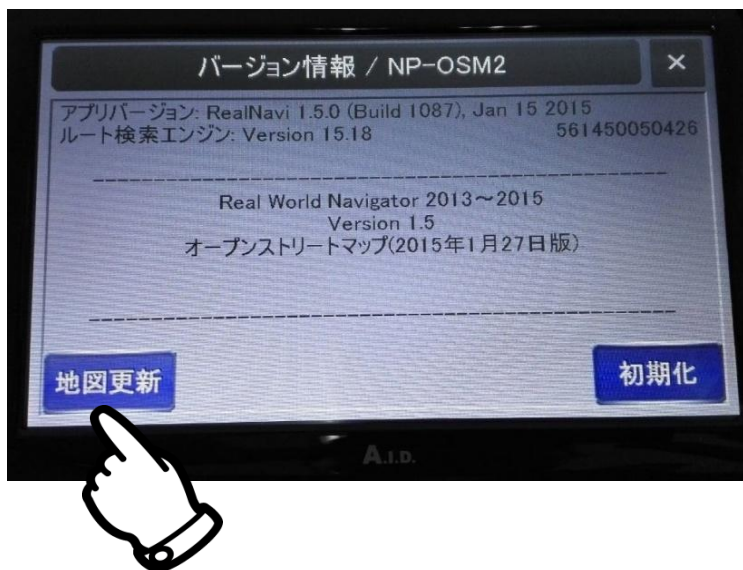 バージョン情報 / NP-OSM2
×
アプリバージョン: RealNavi 1.5.0 (Build 1087), Jan 15 2015
ルート検索エンジン: Version 15.18 561450050426
Real World Navigator 2013〜2015
Version 1.5
オープンストリートマップ(2015年1月27日版)
地図更新 初期化
A.I.D.